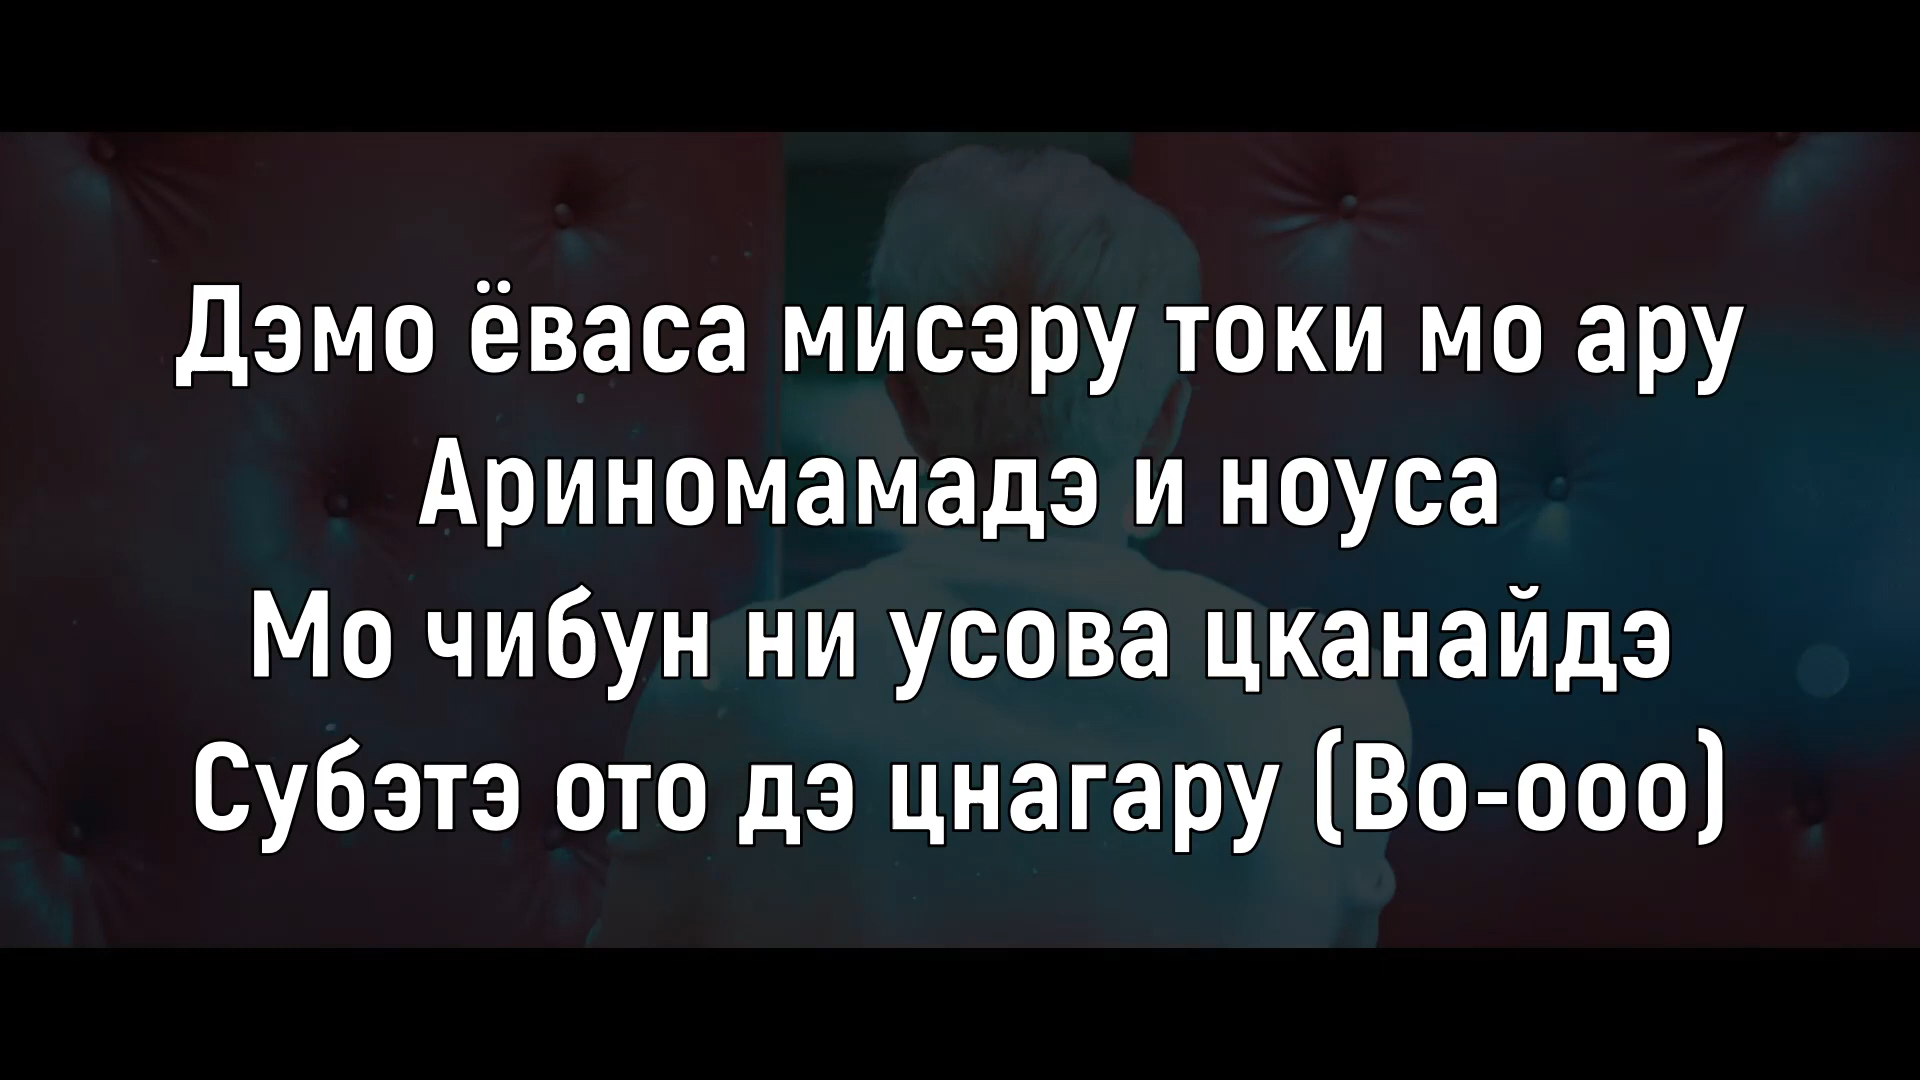 Дэмо ёваса мисэру токи мо ару
Ариномамадэ и ноуса
Мо чибун ни усова цканайдэ
Субэтэ ото дэ цнагару (Во-ооо)